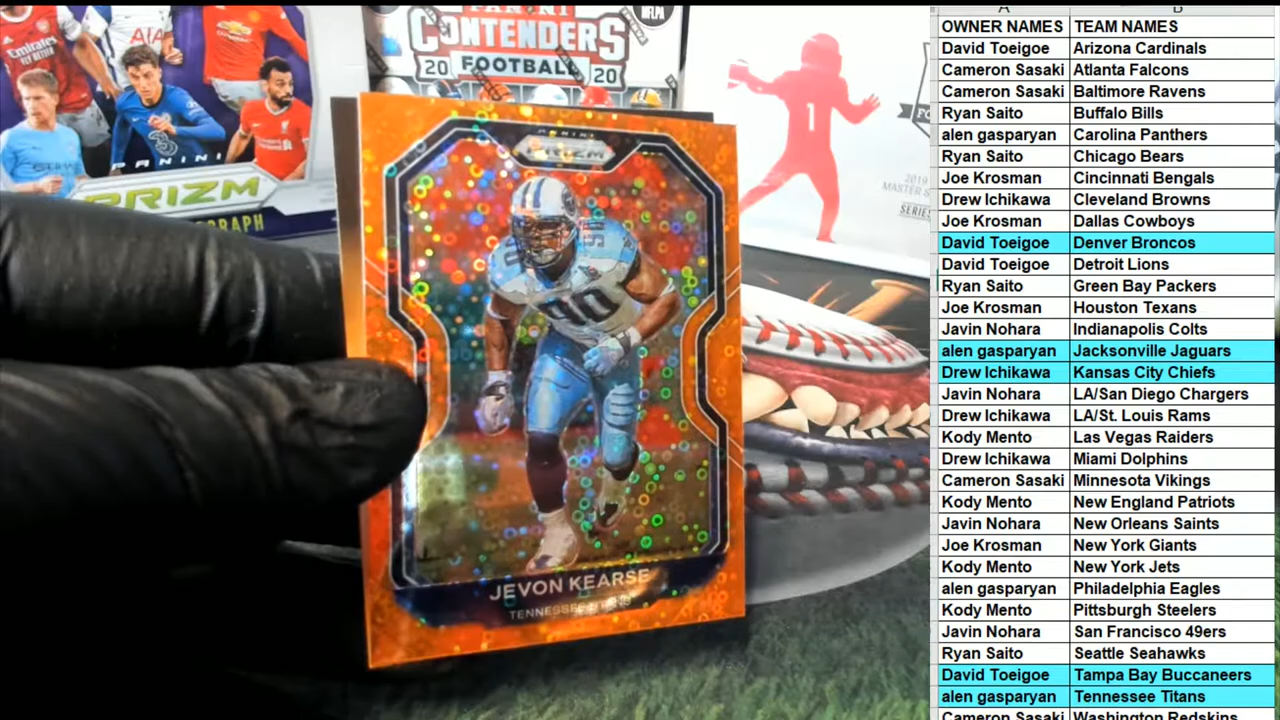 PANINI
CONTENDERS
20 FOOTBALL 20
NFLPA
AIA
3
PANINI
PRIZM
1
2019
SERIES
PANINI
PRIZM
90
JEVON KEARSE
A
B
OWNER NAMES TEAM NAMES
David Toeigoe Arizona Cardinals
Cameron Sasaki Atlanta Falcons
Cameron Sasaki Baltimore Ravens
Ryan Saito Buffalo Bills
alen gasparyan Carolina Panthers
Ryan Saito Chicago Bears
Joe Krosman Cincinnati Bengals
Drew Ichikawa Cleveland Browns
Joe Krosman Dallas Cowboys
David Toeigoe Denver Broncos
David Toeigoe Detroit Lions
Ryan Saito Green Bay Packers
Joe Krosman Houston Texans
Javin Nohara Indianapolis Colts
alen gasparyan Jacksonville Jaguars
Drew Ichikawa Kansas City Chiefs
Javin Nohara LA/San Diego Chargers
Drew Ichikawa LA/St. Louis Rams
Kody Mento Las Vegas Raiders
Drew Ichikawa Miami Dolphins
Cameron Sasaki Minnesota Vikings
Kody Mento New England Patriots
Javin Nohara New Orleans Saints
Joe Krosman New York Giants
Kody Mento New York Jets
alen gasparyan Philadelphia Eagles
Kody Mento Pittsburgh Steelers
Javin Nohara San Francisco 49ers
Ryan Saito Seattle Seahawks
David Toeigoe Tampa Bay Buccaneers
alen gasparyan Tennessee Titans
Cameron Sasaki Washington Redskins